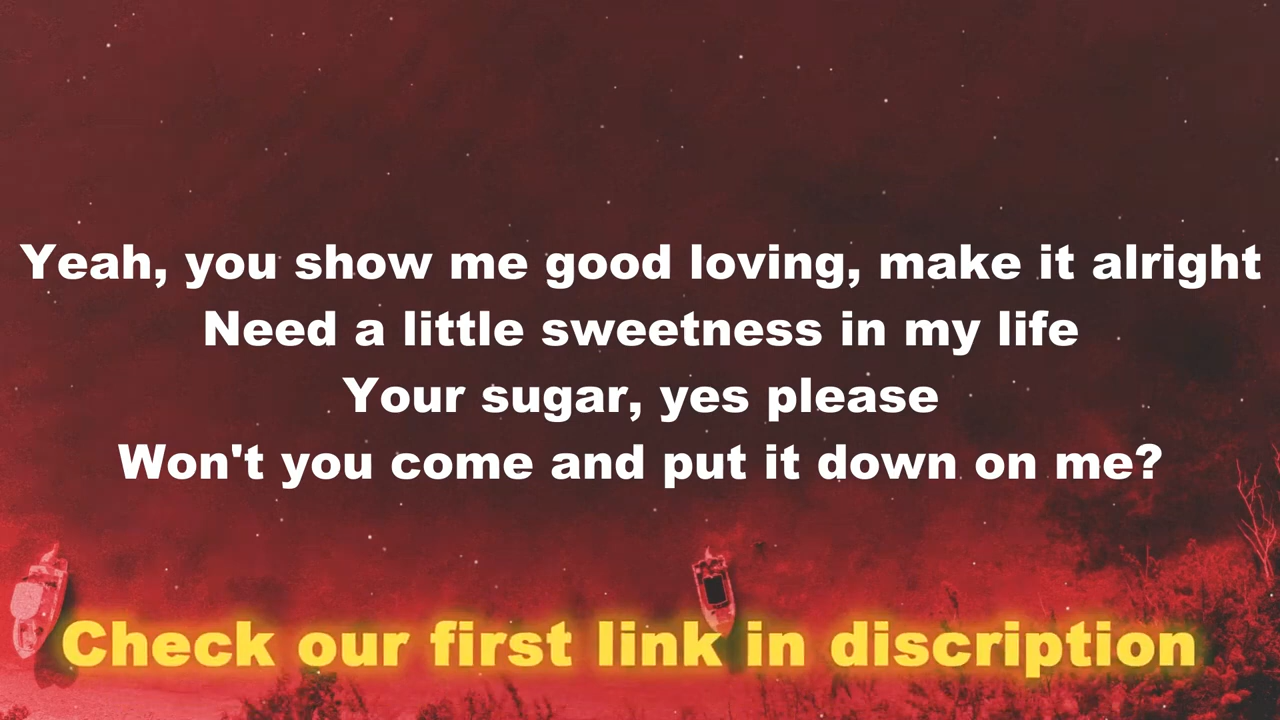 Yeah, you show me good loving, make it alright
Need a little sweetness in my life
Your sugar, yes please
Won't you come and put it down on me?
Check our first link in discription